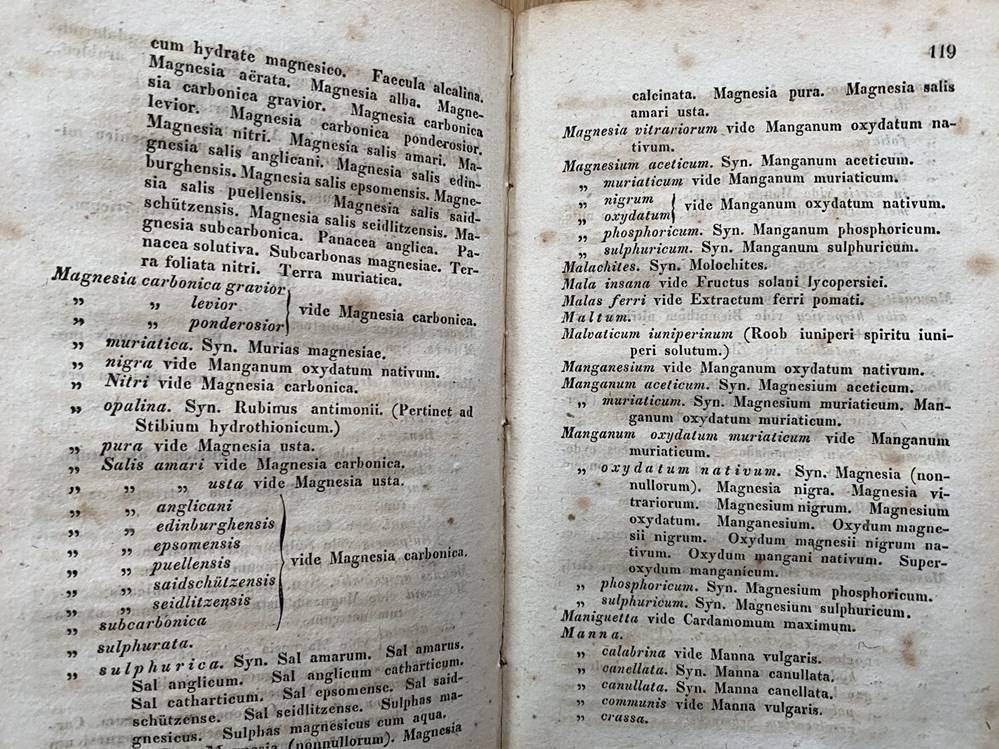 cum hydrate magnesico. Faecula alcalina.
Magnesia aërata. Magnesia alba. Magne-
sia carbonica gravior. Magnesia carbonica
levior. Magnesia carbonica ponderosior.
Magnesia nitri. Magnesia salis amari. Ma-
gnesia salis anglicani. Magnesia salis edin-
burghensis. Magnesia salis epsomensis. Magne-
sia salis puellensis. Magnesia salis said-
schützensis. Magnesia salis seidlitzensis. Ma-
gnesia subcarbonica. Panacea anglica. Pa-
nacea solutiva. Subcarbonas magnesiae. Ter-
ra foliata nitri. Terra muriatica.
Magnesia carbonica gravior
„ „ levior vide Magnesia carbonica.
„ „ ponderosior
„ muriatica. Syn. Murias magnesiae.
„ nigra vide Manganum oxydatum nativum.
„ Nitri vide Magnesia carbonica.
„ opalina. Syn. Rubinus antimonii. (Pertinet ad
Stibium hydrothionicum.)
„ pura vide Magnesia usta.
„ Salis amari vide Magnesia carbonica.
„ „ „ usta vide Magnesia usta.
„ „ anglicani
„ „ edinburghensis
„ „ epsomensis
„ „ puellensis vide Magnesia carbonica.
„ „ saidschützensis
„ „ seidlitzensis
„ subcarbonica
„ sulphurata.
„ sulphurica. Syn. Sal amarum. Sal amarus.
Sal anglicum. Sal anglicum catharticum.
Sal catharticum. Sal epsomense. Sal said-
schützense. Sal seidlitzense. Sulphas ma-
gnesicus. Sulphas magnesicus cum aqua.
(nonnullorum). Magnesia
119
calcinata. Magnesia pura. Magnesia salis
amari usta.
Magnesia vitrariorum vide Manganum oxydatum na-
tivum.
Magnesium aceticum. Syn. Manganum aceticum.
„ muriaticum vide Manganum muriaticum.
„ nigrum
„ oxydatum vide Manganum oxydatum nativum.
„ phosphoricum. Syn. Manganum phosphoricum.
„ sulphuricum. Syn. Manganum sulphuricum.
Malachites. Syn. Molochites.
Mala insana vide Fructus solani lycopersici.
Malas ferri vide Extractum ferri pomati.
Maltum.
Malvaticum iuniperinum (Roob iuniperi spiritu iuni-
peri solutum.)
Manganesium vide Manganum oxydatum nativum.
Manganum aceticum. Syn. Magnesium aceticum.
„ muriaticum. Syn. Magnesium muriaticum. Man-
ganum oxydatum muriaticum.
Manganum oxydatum muriaticum vide Manganum
muriaticum.
„ oxydatum nativum. Syn. Magnesia (non-
nullorum). Magnesia nigra. Magnesia vi-
trariorum. Magnesium nigrum. Magnesium
oxydatum. Manganesium. Oxydum magne-
sii nigrum. Oxydum magnesii nigrum na-
tivum. Oxydum mangani nativum. Super-
oxydum manganicum.
„ phosphoricum. Syn. Magnesium phosphoricum.
„ sulphuricum. Syn. Magnesium sulphuricum.
Maniguetta vide Cardamomum maximum.
Manna.
„ calabrina vide Manna vulgaris.
„ canellata. Syn. Manna canullata.
„ canullata. Syn. Manna canellata.
„ communis vide Manna vulgaris.
„ crassa.